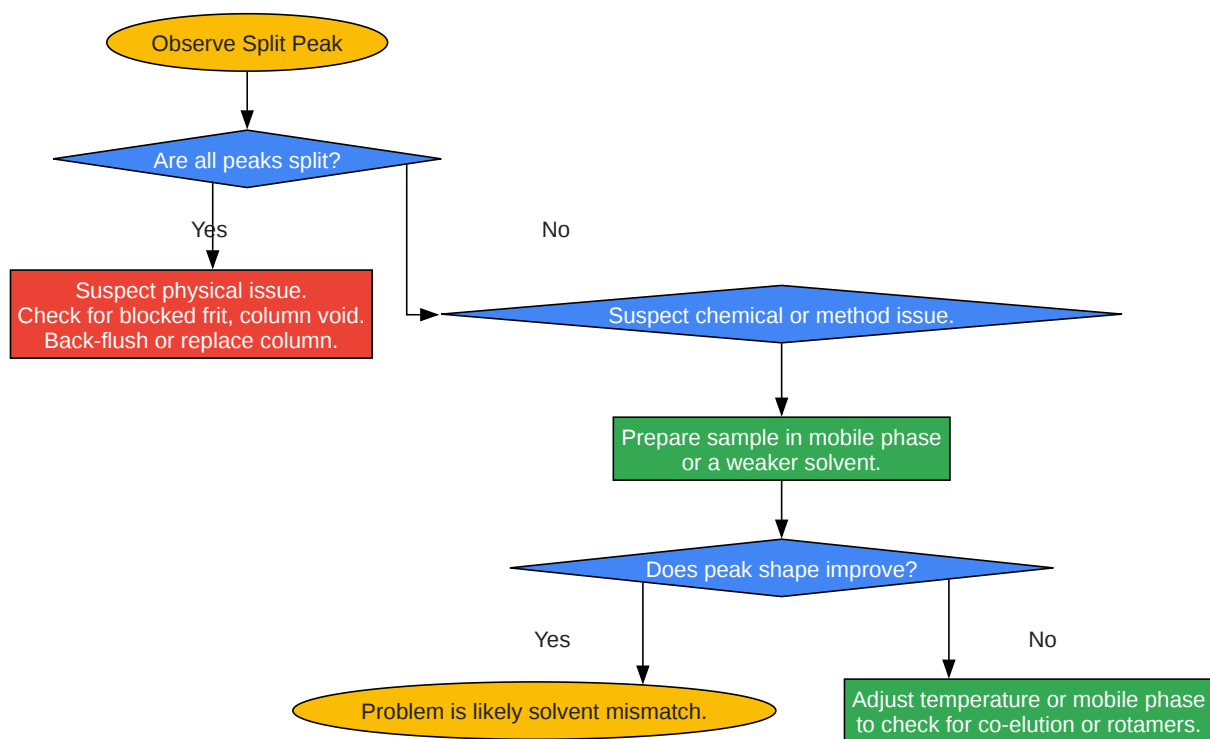 Observe Split Peak
Are all peaks split?
Yes
No
Suspect physical issue.
Check for blocked frit, column void.
Back-flush or replace column.
Suspect chemical or method issue.
Prepare sample in mobile phase
or a weaker solvent.
Does peak shape improve?
Yes
No
Problem is likely solvent mismatch.
Adjust temperature or mobile phase
to check for co-elution or rotamers.